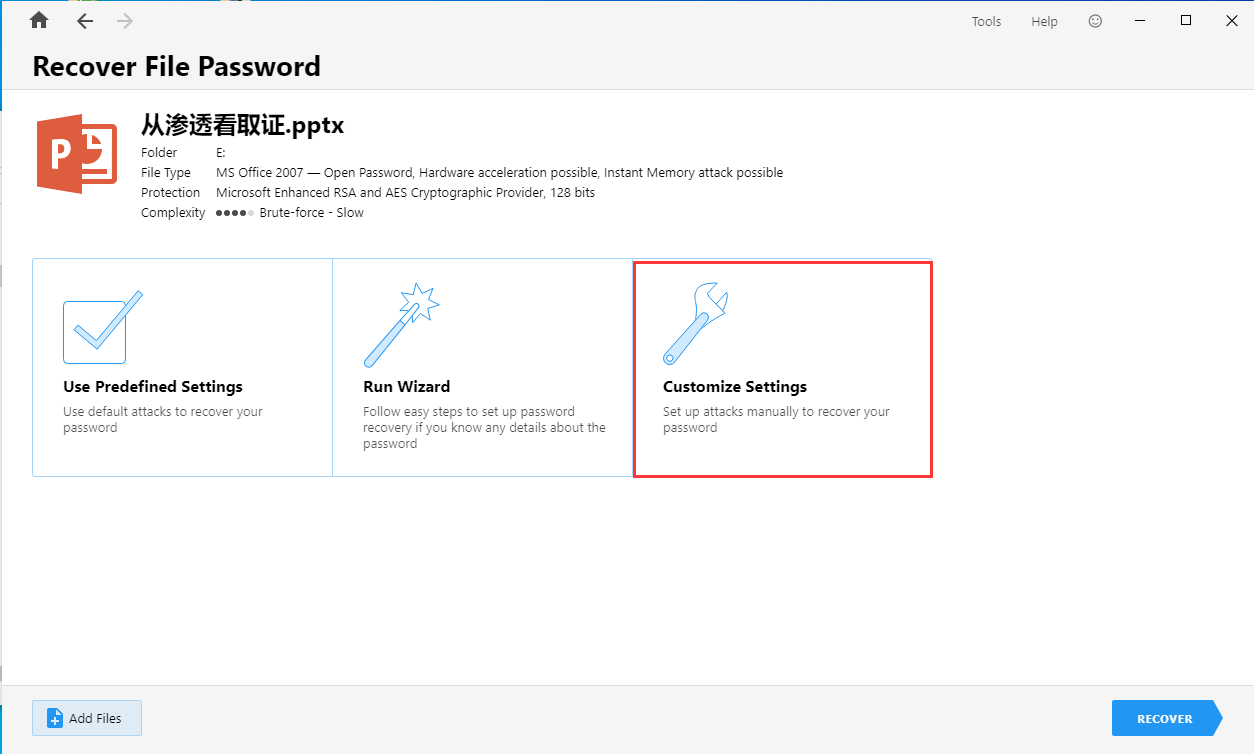 Tools Help
Recover File Password
从渗透看取证.pptx
Folder E:
File Type MS Office 2007 — Open Password, Hardware acceleration possible, Instant Memory attack possible
Protection Microsoft Enhanced RSA and AES Cryptographic Provider, 128 bits
Complexity Brute-force - Slow
P
Use Predefined Settings
Use default attacks to recover your
password
Run Wizard
Follow easy steps to set up password
recovery if you know any details about the
password
Customize Settings
Set up attacks manually to recover your
password
Add Files
RECOVER